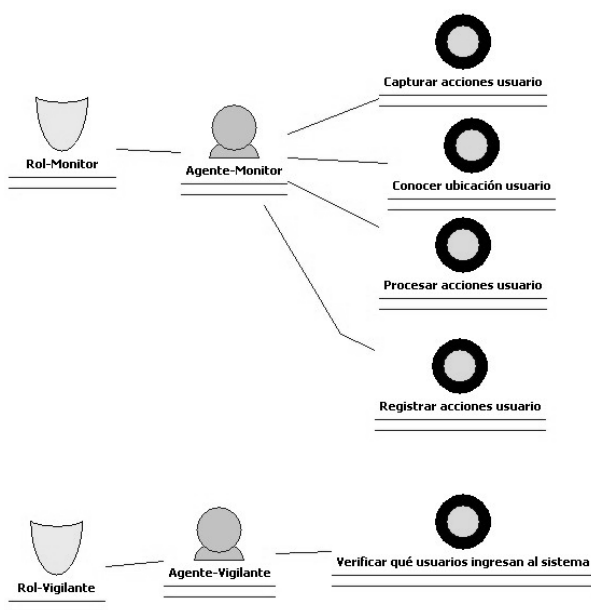 Capturar acciones usuario
Rol-Monitor
Agente-Monitor
Conocer ubicación usuario
Procesar acciones usuario
Registrar acciones usuario
Rol-Vigilante
Agente-Vigilante
Verificar qué usuarios ingresan al sistema